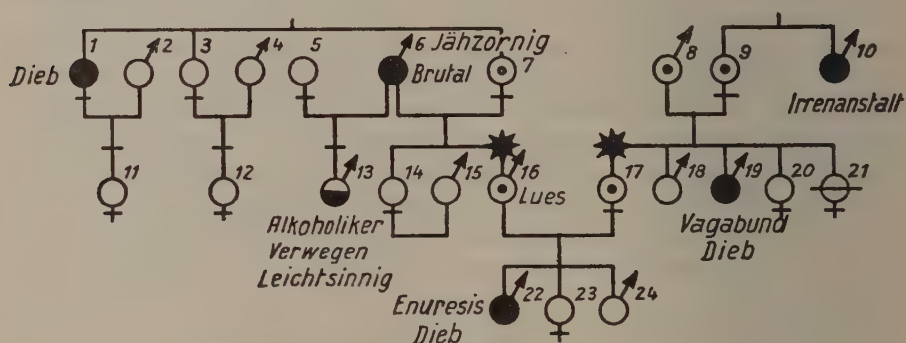 1 2 3 4 5 6 Jähzornig 8 9 10
Dieb Brutal 7
Irrenanstalt
11 12 13 14 15 16 17 18 19 20 21
Lues
Alkoholiker Vagabund
Verwegen Dieb
Leichtsinnig
Enuresis 22 23 24
Dieb